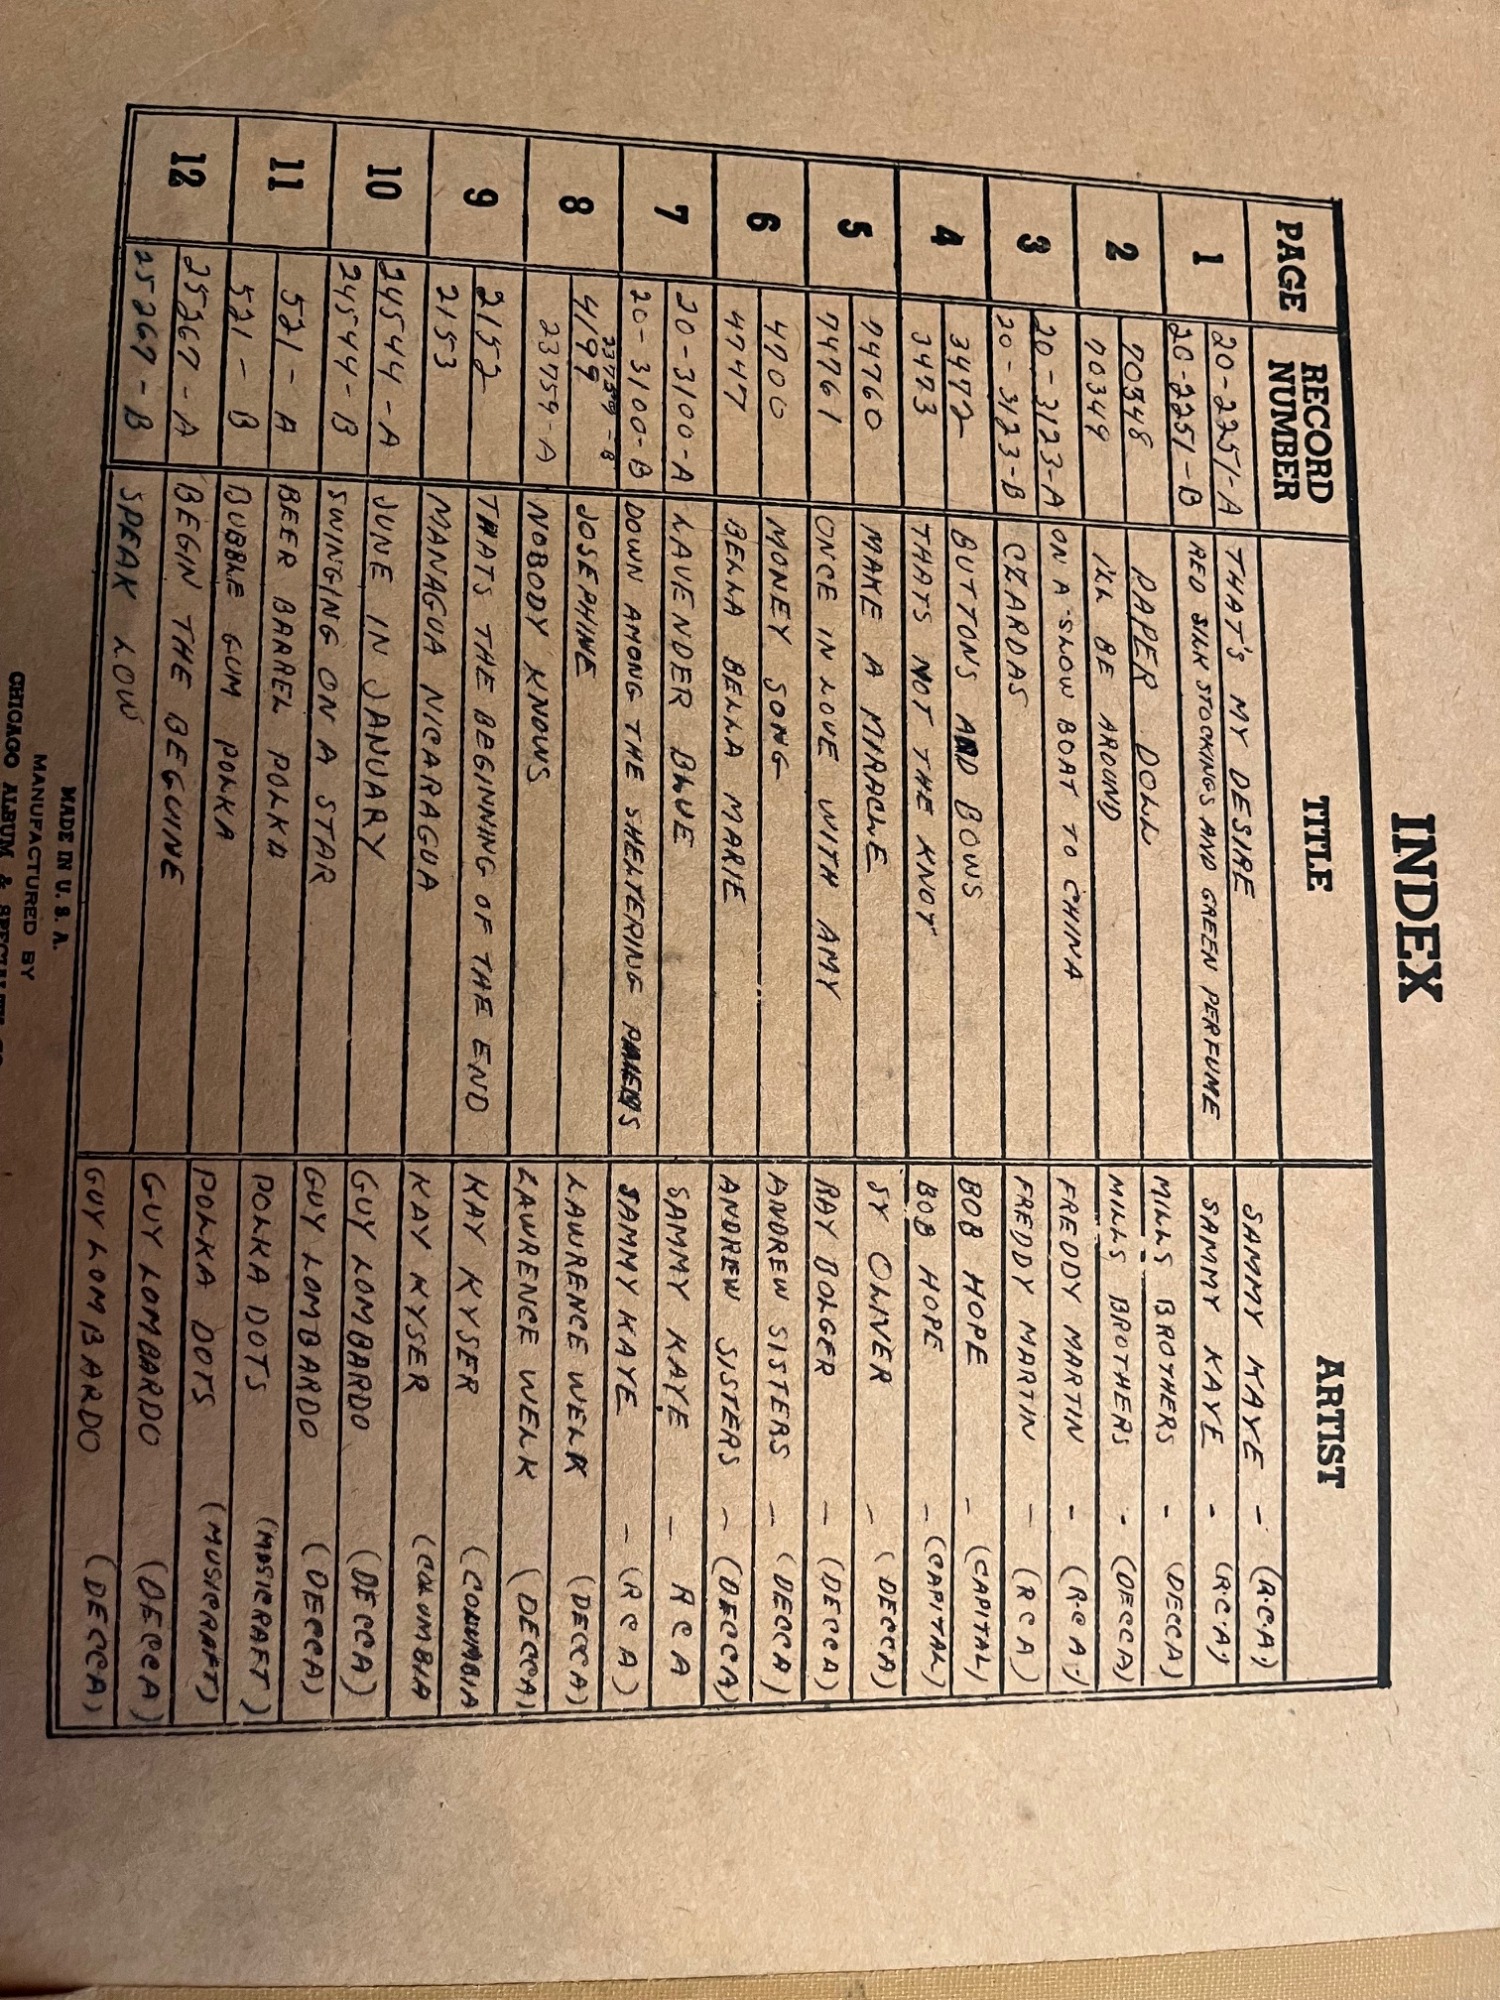 INDEX
PAGE RECORD NUMBER TITLE ARTIST
1 20-2251-A THAT'S MY DESIRE SAMMY KAYE - (R.C.A.)
20-2251-B RED SILK STOCKINGS AND GREEN PERFUME SAMMY KAYE - (R.C.A.)
2 70348 PAPER DOLL MILLS BROTHERS - (DECCA)
70349 I'LL BE AROUND MILLS BROTHERS - (DECCA)
3 20-3123-A ON A SLOW BOAT TO CHINA FREDDY MARTIN - (R.C.A.)
20-3123-B CZARDAS FREDDY MARTIN - (RCA)
4 3472 BUTTONS AND BOWS BOB HOPE - (CAPITAL)
3473 THATS NOT THE KNOT BOB HOPE - (CAPITAL)
5 74760 MAKE A MIRACLE SY OLIVER - (DECCA)
74761 ONCE IN LOVE WITH AMY RAY BOLGER - (DECCA)
6 4700 MONEY SONG ANDREW SISTERS - (DECCA)
4747 BELLA BELLA MARIE ANDREW SISTERS - (DECCA)
7 20-3100-A LAVENDER BLUE SAMMY KAYE - RCA
20-3100-B DOWN AMONG THE SHELTERING SAMMY KAYE - (RCA)
8 23759-B 4199 JOSEPHINE LAWRENCE WELK (DECCA)
23759-A NOBODY KNOWS LAWRENCE WELK (DECCA)
9 2152 THATS THE BEGINNING OF THE END KAY KYSER (COLUMBIA
2153 MANAGUA NICARAGUA KAY KYSER (COLUMBIA
10 24544-A JUNE IN JANUARY GUY LOMBARDO (DECCA)
24544-B SWINGING ON A STAR GUY LOMBARDO (DECCA)
11 521-A BEER BARREL POLKA POLKA DOTS (MUSICRAFT)
521-B BUBBLE GUM POLKA POLKA DOTS (MUSICRAFT)
12 25267-A BEGIN THE BEGUINE GUY LOMBARDO (DECCA)
25267-B SPEAK LOW GUY LOMBARDO (DECCA)
MADE IN U. S. A.
MANUFACTURED BY
CHICAGO ALBUM &